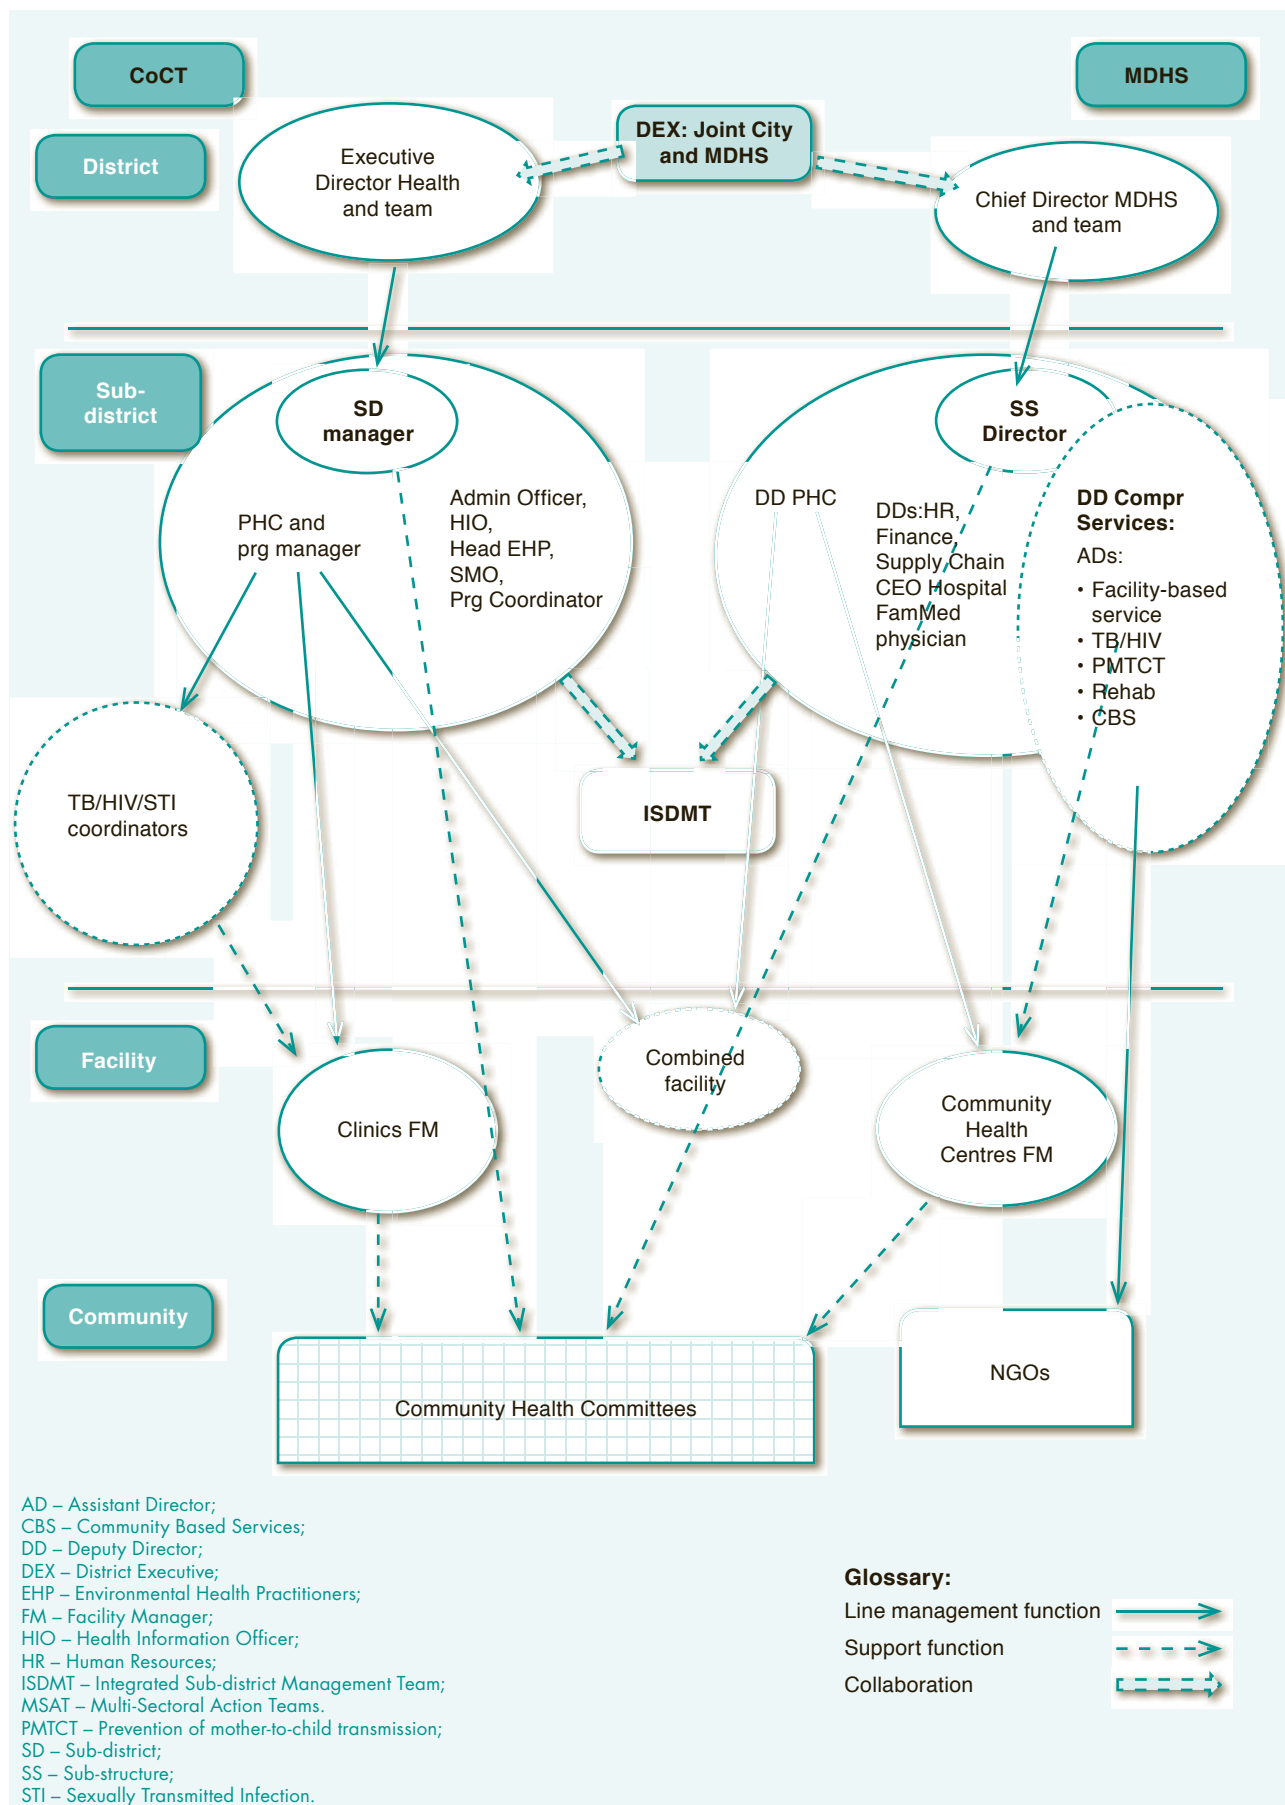 CoCT
MDHS
DEX: Joint City
and MDHS
District
Executive
Director Health
and team
Chief Director MDHS
and team
Sub-
district
SD
manager
SS
Director
PHC and
prg manager
Admin Officer,
HIO,
Head EHP,
SMO,
Prg Coordinator
DD PHC
DDs:HR,
Finance,
Supply Chain
CEO Hospital
FamMed
physician
DD Compr
Services:
ADs:
• Facility-based
service
• TB/HIV
• PMTCT
• Rehab
• CBS
TB/HIV/STI
coordinators
ISDMT
Facility
Clinics FM
Combined
facility
Community
Health
Centres FM
Community
Community Health Committees
NGOs
AD – Assistant Director;
CBS – Community Based Services;
DD – Deputy Director;
DEX – District Executive;
EHP – Environmental Health Practitioners;
FM – Facility Manager;
HIO – Health Information Officer;
HR – Human Resources;
ISDMT – Integrated Sub-district Management Team;
MSAT – Multi-Sectoral Action Teams.
PMTCT – Prevention of mother-to-child transmission;
SD – Sub-district;
SS – Sub-structure;
STI – Sexually Transmitted Infection.
Glossary:
Line management function
Support function
Collaboration